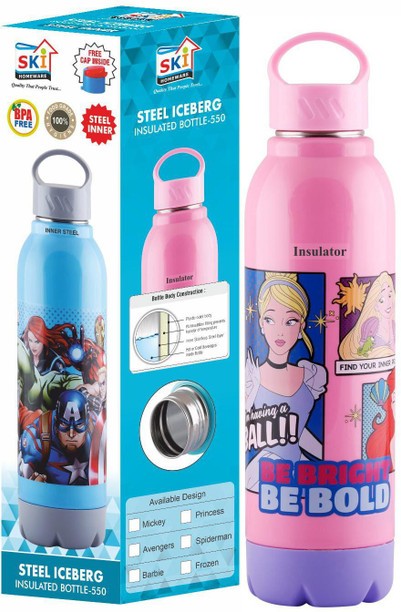 SKI
HOMEWARE
Quality That People Trust...
FREE
CAP INSIDE
BPA
FREE
100%
STEEL
INNER
INNER STEEL
STEEL ICEBERG
INSULATED BOTTLE-550
SKI
HOMEWARE
Quality That People Trust...
STEEL ICEBERG
INSULATED BOTTLE-550
Insulator
Bottle Body Construction :
Available Design
Mickey
Princess
Avengers
Spiderman
Barbie
Frozen
Insulator
FIND YOUR INNER
having a
BALL!!
BE BRIGHT
BE BOLD